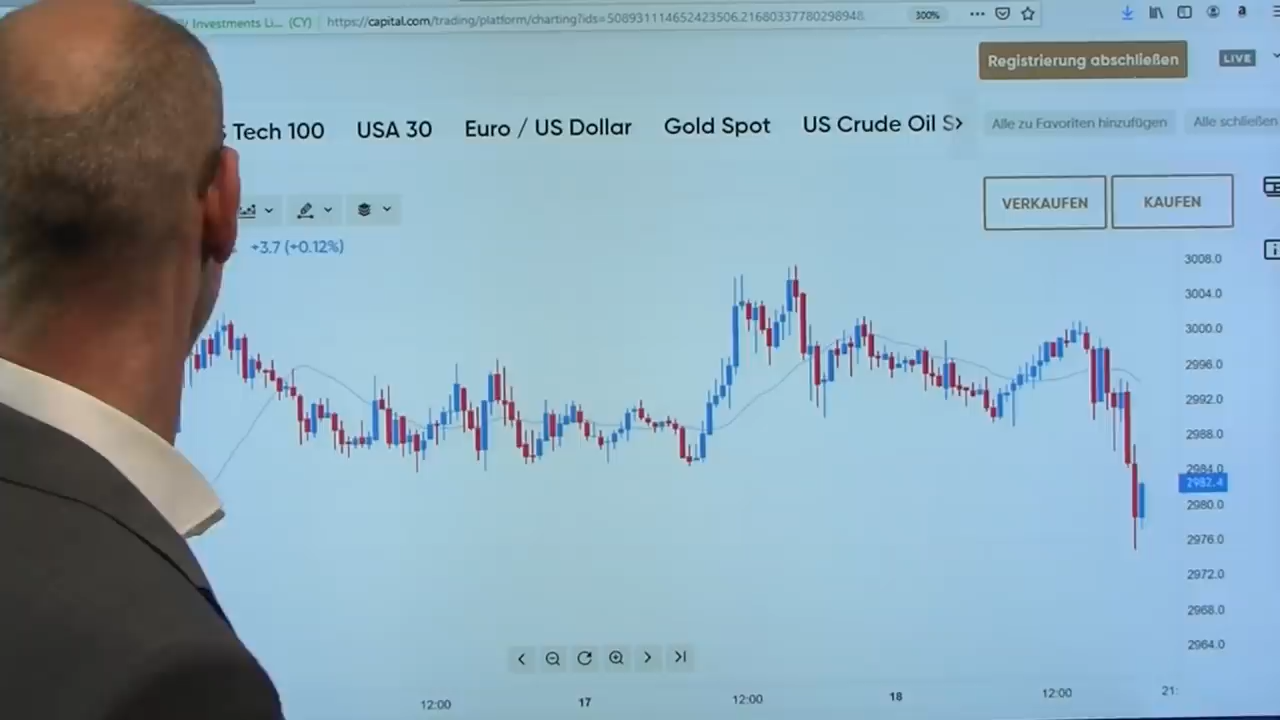 Investments Li... (CY)
https://capital.com/trading/platform/charting?ids=508931114652423506.21680337780298948
300%
Registrierung abschließen
LIVE
Tech 100
USA 30
Euro / US Dollar
Gold Spot
US Crude Oil S
Alle zu Favoriten hinzufügen
Alle schließen
VERKAUFEN
KAUFEN
+3.7 (+0.12%)
3008.0
3004.0
3000.0
2996.0
2992.0
2988.0
2984.0
2982.4
2980.0
2976.0
2972.0
2968.0
2964.0
12:00
17
12:00
18
12:00
21: